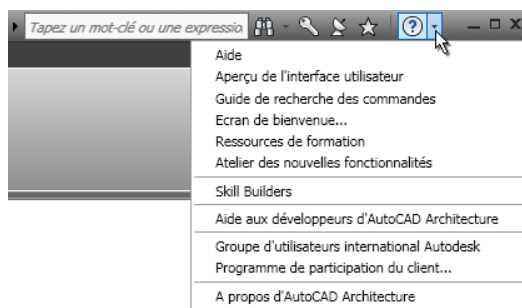 Tapez un mot-clé ou une expressio
Aide
Aperçu de l'interface utilisateur
Guide de recherche des commandes
Ecran de bienvenue...
Ressources de formation
Atelier des nouvelles fonctionnalités
Skill Builders
Aide aux développeurs d'AutoCAD Architecture
Groupe d'utilisateurs international Autodesk
Programme de participation du client...
A propos d'AutoCAD Architecture